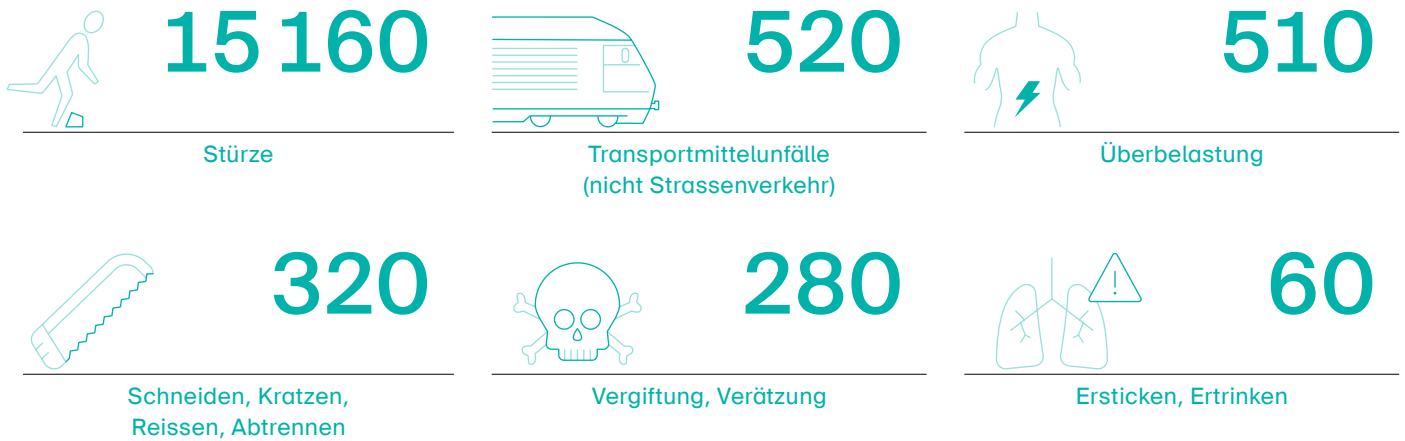 15 160
Stürze
520
Transportmittelunfälle
(nicht Strassenverkehr)
510
Überbelastung
320
Schneiden, Kratzen,
Reissen, Abtrennen
280
Vergiftung, Verätzung
60
Ersticken, Ertrinken